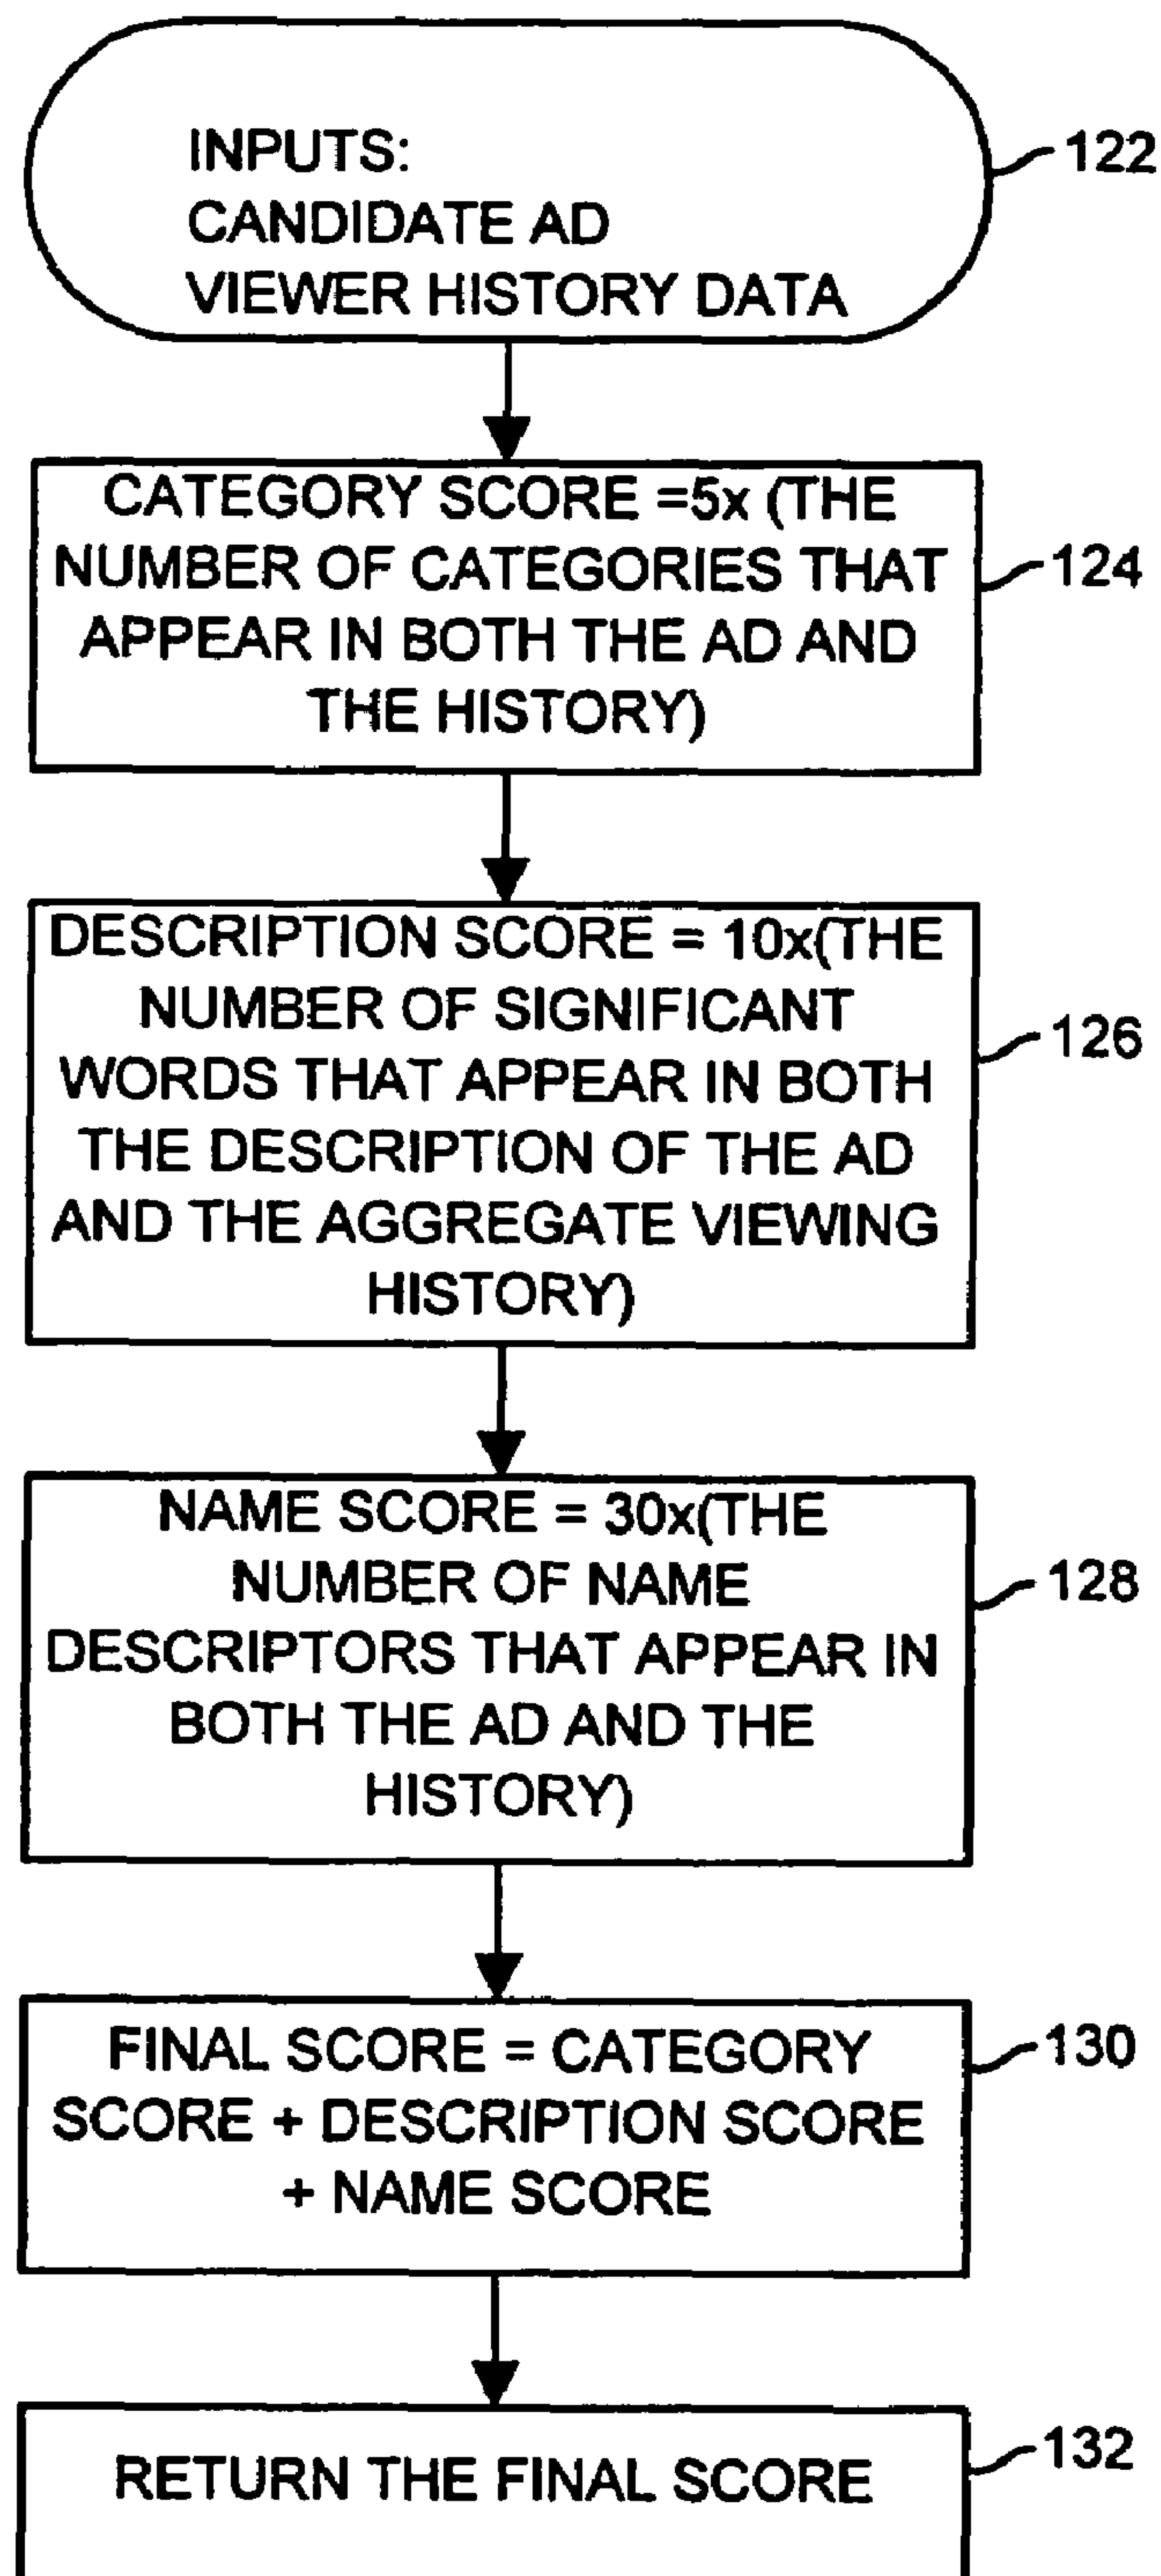 INPUTS:
CANDIDATE AD
VIEWER HISTORY DATA
122
CATEGORY SCORE =5x (THE
NUMBER OF CATEGORIES THAT
APPEAR IN BOTH THE AD AND
THE HISTORY)
124
DESCRIPTION SCORE = 10x(THE
NUMBER OF SIGNIFICANT
WORDS THAT APPEAR IN BOTH
THE DESCRIPTION OF THE AD
AND THE AGGREGATE VIEWING
HISTORY)
126
NAME SCORE = 30x(THE
NUMBER OF NAME
DESCRIPTORS THAT APPEAR IN
BOTH THE AD AND THE
HISTORY)
128
FINAL SCORE = CATEGORY
SCORE + DESCRIPTION SCORE
+ NAME SCORE
130
RETURN THE FINAL SCORE
132